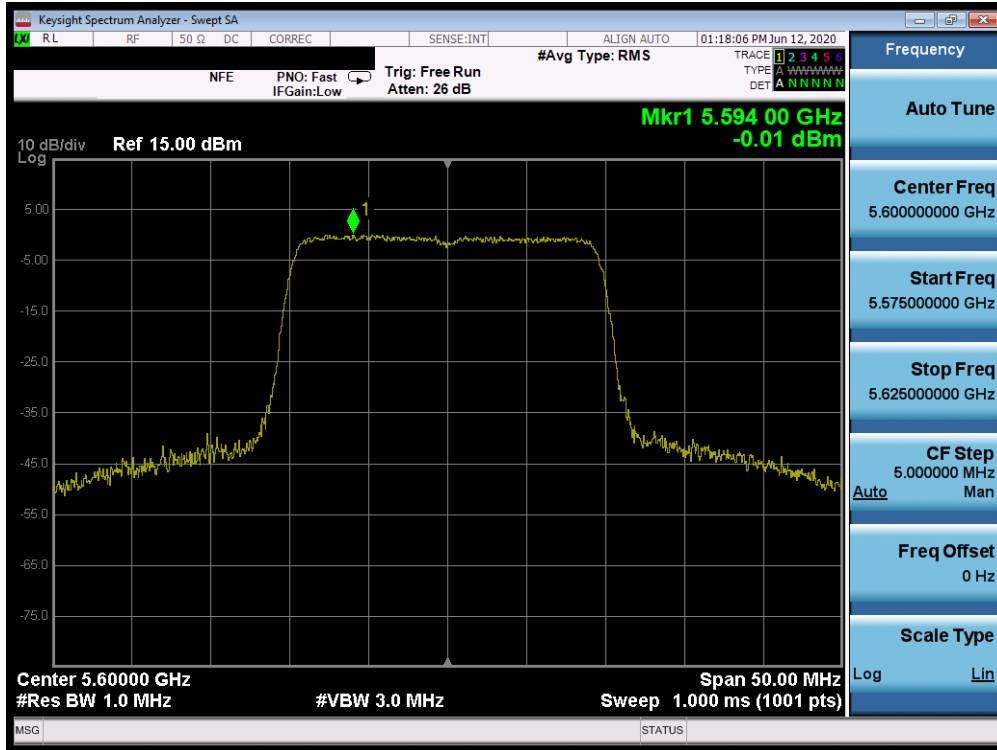 Keysight Spectrum Analyzer - Swept SA
LXI RL RF 50 Ω DC CORREC SENSE:INT ALIGN AUTO 01:18:06 PM Jun 12, 2020
#Avg Type: RMS TRACE 1 2 3 4 5 6
NFE PNO: Fast Trig: Free Run TYPE A WWWWW
IFGain:Low Atten: 26 dB DET A N N N N N
Mkr1 5.594 00 GHz
-0.01 dBm
10 dB/div Ref 15.00 dBm
Log
1
5.00
-5.00
-15.0
-25.0
-35.0
-45.0
-55.0
-65.0
-75.0
Center 5.60000 GHz Span 50.00 MHz
#Res BW 1.0 MHz #VBW 3.0 MHz Sweep 1.000 ms (1001 pts)
MSG STATUS
Frequency
Auto Tune
Center Freq
5.600000000 GHz
Start Freq
5.575000000 GHz
Stop Freq
5.625000000 GHz
CF Step
5.000000 MHz
Auto Man
Freq Offset
0 Hz
Scale Type
Log Lin